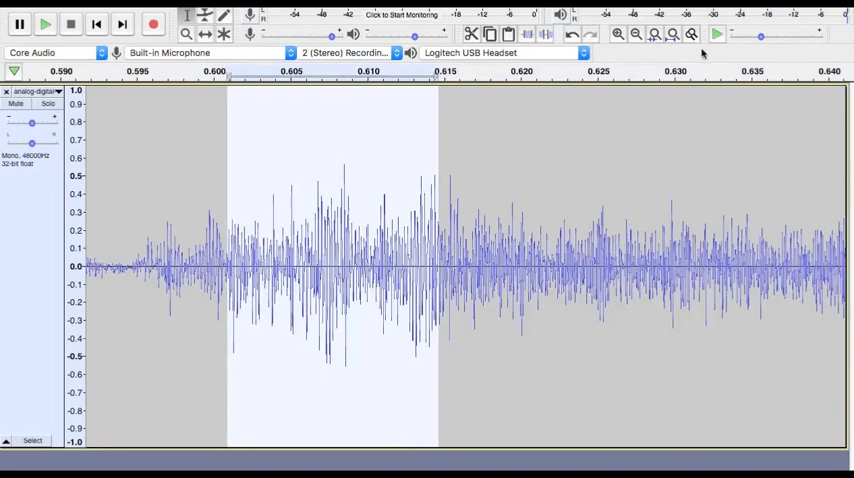 L
R
-54 -48 -42 Click to Start Monitoring -18 -12 -6 0
L
R
-54 -48 -42 -36 -30 -24 -18 -12 -6 0
Core Audio Built-in Microphone 2 (Stereo) Recordin... Logitech USB Headset
0.590 0.595 0.600 0.605 0.610 0.615 0.620 0.625 0.630 0.635 0.640
analog-digital
Mute Solo
- +
L R
Mono, 48000Hz
32-bit float
1.0
0.9
0.8
0.7
0.6
0.5
0.4
0.3
0.2
0.1
0.0
-0.1
-0.2
-0.3
-0.4
-0.5
-0.6
-0.7
-0.8
-0.9
-1.0
Select